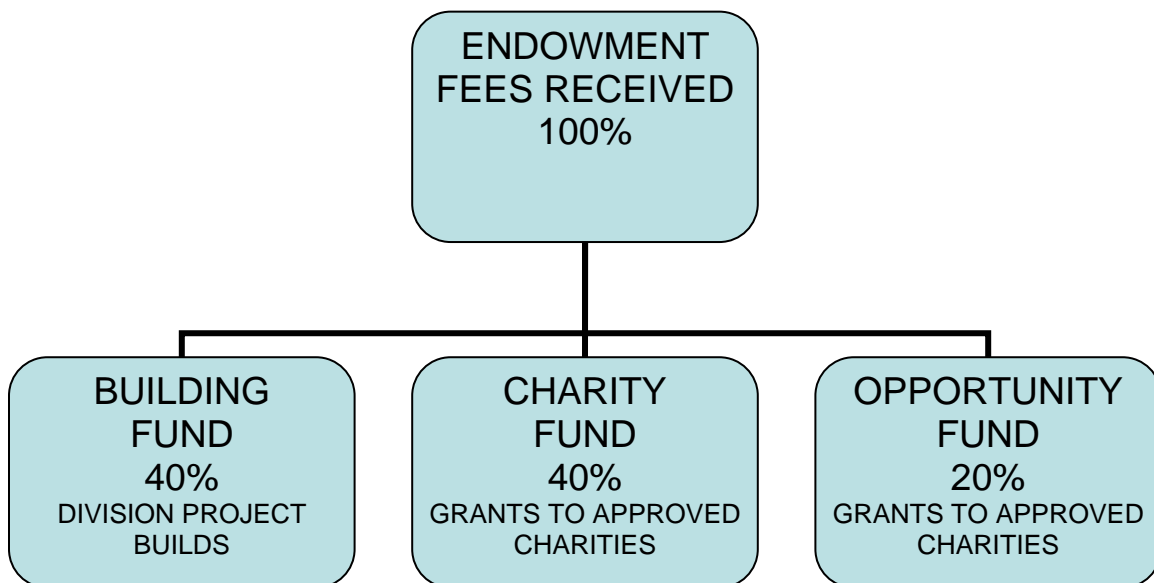 ENDOWMENT
FEES RECEIVED
100%
BUILDING
FUND
40%
DIVISION PROJECT
BUILDS
CHARITY
FUND
40%
GRANTS TO APPROVED
CHARITIES
OPPORTUNITY
FUND
20%
GRANTS TO APPROVED
CHARITIES